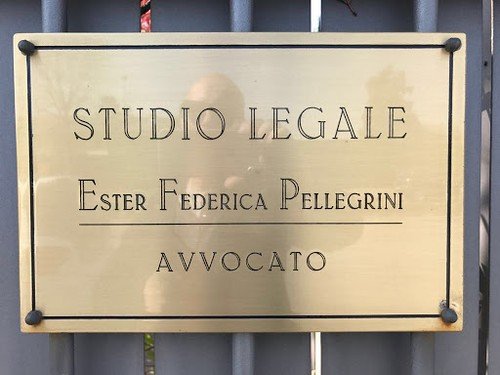 STUDIO LEGALE
ESTER FEDERICA PELLEGRINI
AVVOCATO